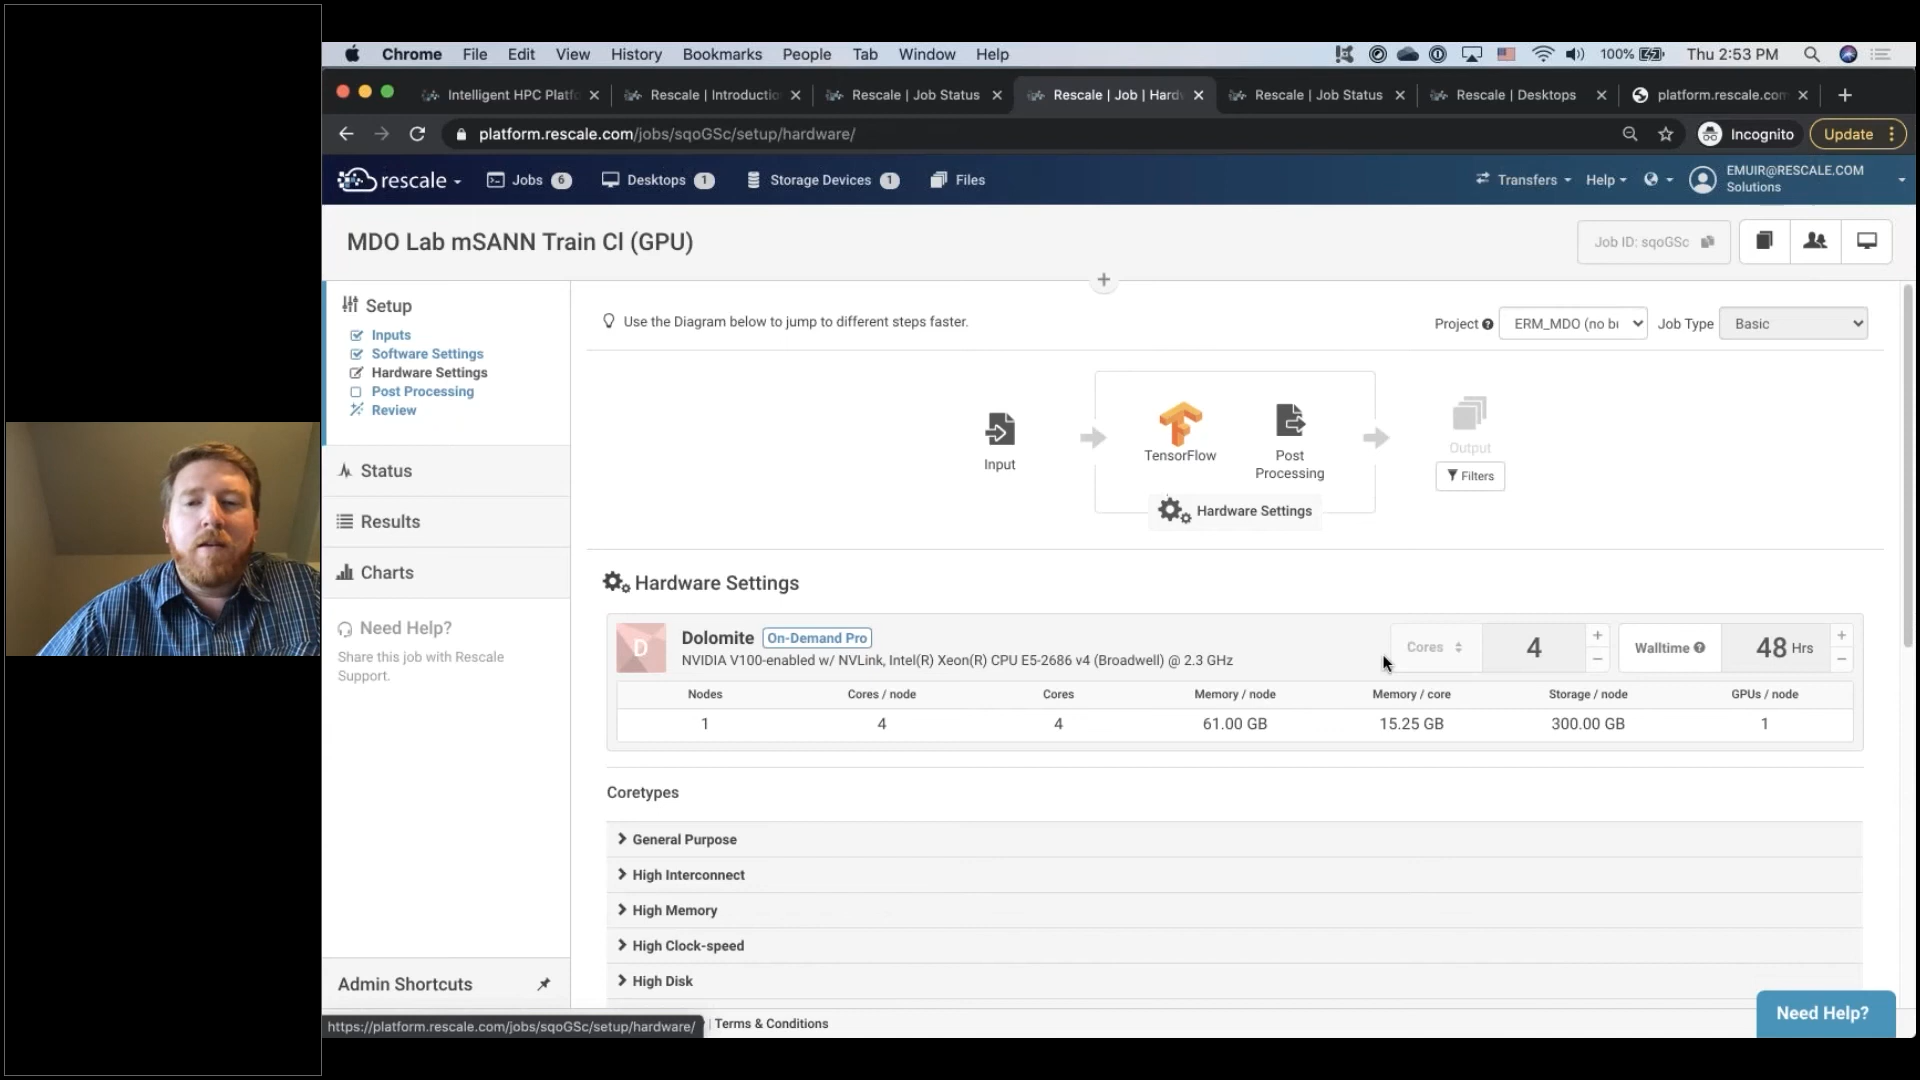 Chrome File Edit View History Bookmarks People Tab Window Help 100% Thu 2:53 PM
Intelligent HPC Platfo Rescale | Introductio Rescale | Job Status Rescale | Job | Hardw Rescale | Job Status Rescale | Desktops platform.rescale.com
platform.rescale.com/jobs/sqoGSc/setup/hardware/ Incognito Update
rescale Jobs 6 Desktops 1 Storage Devices 1 Files Transfers Help EMUIR@RESCALE.COM
Solutions
MDO Lab mSANN Train Cl (GPU) Job ID: sqoGSc
Setup
Inputs
Software Settings
Hardware Settings
Post Processing
Review
Status
Results
Charts
Need Help?
Share this job with Rescale
Support.
Admin Shortcuts
Use the Diagram below to jump to different steps faster. Project ERM_MDO (no bu Job Type Basic
Input
TensorFlow
Post
Processing
Output
Filters
Hardware Settings
Hardware Settings
D
Dolomite On-Demand Pro
NVIDIA V100-enabled w/ NVLink, Intel(R) Xeon(R) CPU E5-2686 v4 (Broadwell) @ 2.3 GHz
Cores 4 + − Walltime 48 Hrs + −
Nodes Cores / node Cores Memory / node Memory / core Storage / node GPUs / node
1 4 4 61.00 GB 15.25 GB 300.00 GB 1
Coretypes
General Purpose
High Interconnect
High Memory
High Clock-speed
High Disk
https://platform.rescale.com/jobs/sqoGSc/setup/hardware/ | Terms & Conditions
Need Help?